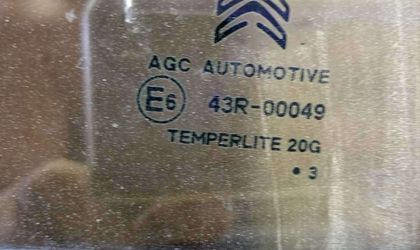 AGC AUTOMOTIVE
E6 43R-00049
TEMPERLITE 20G
• 3